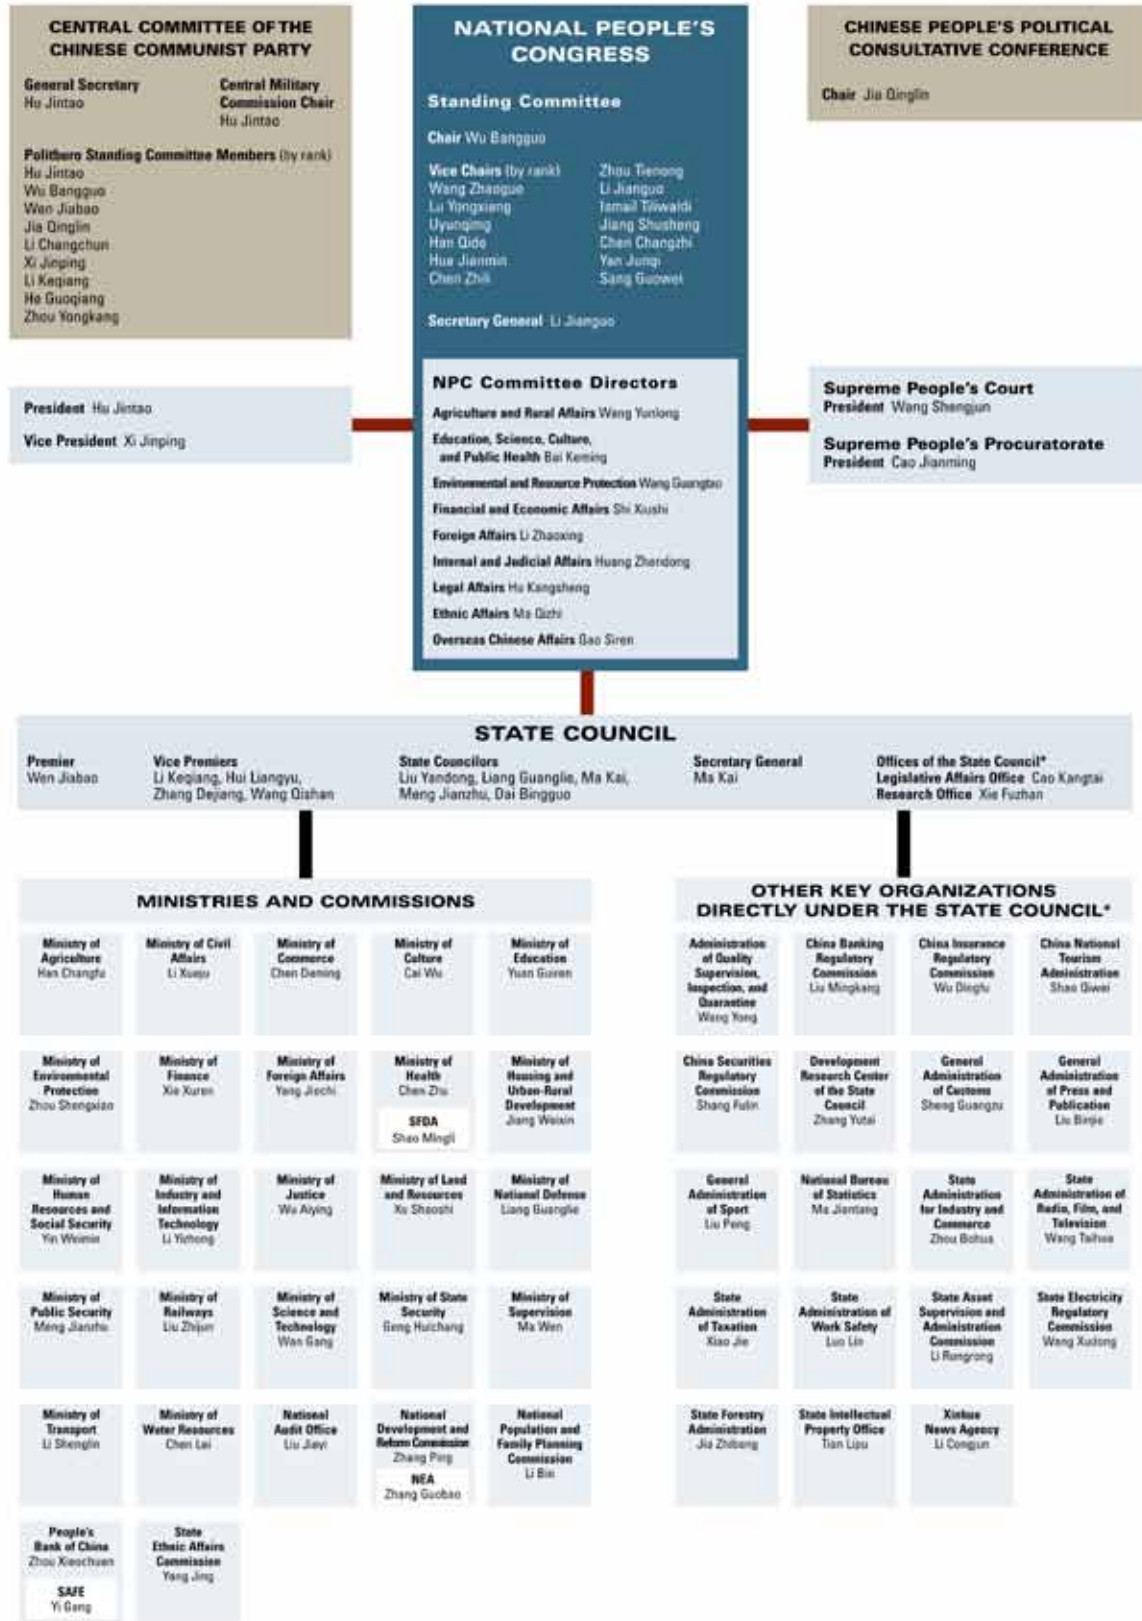 CENTRAL COMMITTEE OF THE
CHINESE COMMUNIST PARTY
General Secretary
Hu Jintao
Central Military
Commission Chair
Hu Jintao
Politburo Standing Committee Members (by rank)
Hu Jintao
Wu Bangguo
Wen Jiabao
Jia Qinglin
Li Changchun
Xi Jinping
Li Keqiang
He Guoqiang
Zhou Yongkang
NATIONAL PEOPLE'S
CONGRESS
Standing Committee
Chair Wu Bangguo
Vice Chairs (by rank)
Wang Zhaoguo
Lu Yongxiang
Uyunqimg
Han Qide
Hua Jianmin
Chen Zhili
Zhou Tienong
Li Jianguo
Ismail Tiliwaldi
Jiang Shusheng
Chen Changzhi
Yan Junqi
Sang Guowei
Secretary General Li Jianguo
CHINESE PEOPLE'S POLITICAL
CONSULTATIVE CONFERENCE
Chair Jia Qinglin
President Hu Jintao
Vice President Xi Jinping
NPC Committee Directors
Agriculture and Rural Affairs Wang Yunlong
Education, Science, Culture,
and Public Health Bai Keming
Environmental and Resource Protection Wang Guangtao
Financial and Economic Affairs Shi Xiushi
Foreign Affairs Li Zhaoxing
Internal and Judicial Affairs Huang Zhendong
Legal Affairs Hu Kangsheng
Ethnic Affairs Ma Qizhi
Overseas Chinese Affairs Gao Siren
Supreme People's Court
President Wang Shengjun
Supreme People's Procuratorate
President Cao Jianming
STATE COUNCIL
Premier
Wen Jiabao
Vice Premiers
Li Keqiang, Hui Liangyu,
Zhang Dejiang, Wang Qishan
State Councilors
Liu Yandong, Liang Guanglie, Ma Kai,
Meng Jianzhu, Dai Bingguo
Secretary General
Ma Kai
Offices of the State Council*
Legislative Affairs Office Cao Kangtai
Research Office Xie Fuzhan
MINISTRIES AND COMMISSIONS
Ministry of
Agriculture
Han Changfu
Ministry of Civil
Affairs
Li Xueju
Ministry of
Commerce
Chen Deming
Ministry of
Culture
Cai Wu
Ministry of
Education
Yuan Guiren
Ministry of
Environmental
Protection
Zhou Shengxian
Ministry of
Finance
Xie Xuren
Ministry of
Foreign Affairs
Yang Jiechi
Ministry of
Health
Chen Zhu
SFDA
Shao Mingli
Ministry of
Housing and
Urban-Rural
Development
Jiang Weixin
Ministry of
Human
Resources and
Social Security
Yin Weimin
Ministry of
Industry and
Information
Technology
Li Yizhong
Ministry of
Justice
Wu Aiying
Ministry of Land
and Resources
Xu Shaoshi
Ministry of
National Defense
Liang Guanglie
Ministry of
Public Security
Meng Jianzhu
Ministry of
Railways
Liu Zhijun
Ministry of
Science and
Technology
Wan Gang
Ministry of State
Security
Geng Huichang
Ministry of
Supervision
Ma Wen
Ministry of
Transport
Li Shenglin
Ministry of
Water Resources
Chen Lei
National
Audit Office
Liu Jiayi
National
Development and
Reform Commission
Zhang Ping
NEA
Zhang Guobao
National
Population and
Family Planning
Commission
Li Bin
People's
Bank of China
Zhou Xiaochuan
SAFE
Yi Gang
State
Ethnic Affairs
Commission
Yang Jing
OTHER KEY ORGANIZATIONS
DIRECTLY UNDER THE STATE COUNCIL*
Administration
of Quality
Supervision,
Inspection, and
Quarantine
Wang Yong
China Banking
Regulatory
Commission
Liu Mingkang
China Insurance
Regulatory
Commission
Wu Dingfu
China National
Tourism
Administration
Shao Qiwei
China Securities
Regulatory
Commission
Shang Fulin
Development
Research Center
of the State
Council
Zhang Yutai
General
Administration
of Customs
Sheng Guangzu
General
Administration
of Press and
Publication
Liu Binjie
General
Administration
of Sport
Liu Peng
National Bureau
of Statistics
Ma Jiantang
State
Administration
for Industry and
Commerce
Zhou Bohua
State
Administration of
Radio, Film, and
Television
Wang Taihua
State
Administration
of Taxation
Xiao Jie
State
Administration of
Work Safety
Luo Lin
State Asset
Supervision and
Administration
Commission
Li Rongrong
State Electricity
Regulatory
Commission
Wang Xudong
State Forestry
Administration
Jia Zhibang
State Intellectual
Property Office
Tian Lipu
Xinhua
News Agency
Li Congjun